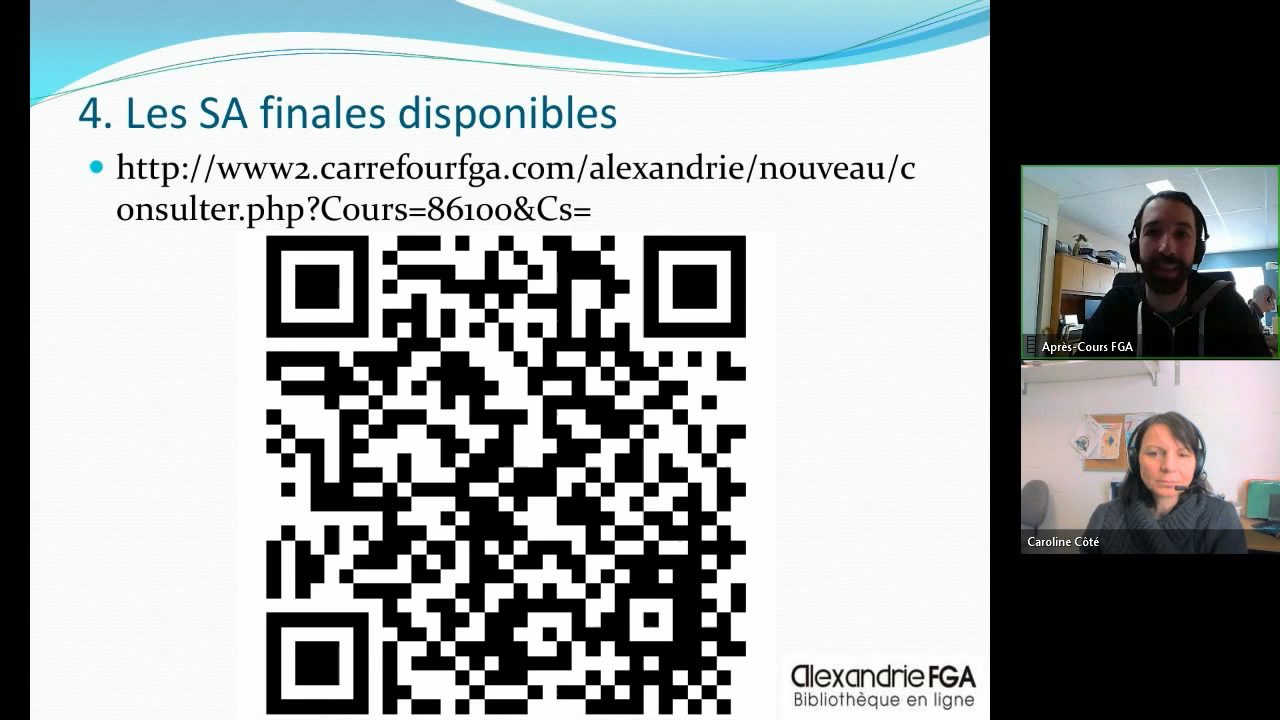 4. Les SA finales disponibles
http://www2.carrefourfga.com/alexandrie/nouveau/c
onsulter.php?Cours=86100&Cs=
alexandrieFGA
Bibliothèque en ligne
Après-Cours FGA
Caroline Côté